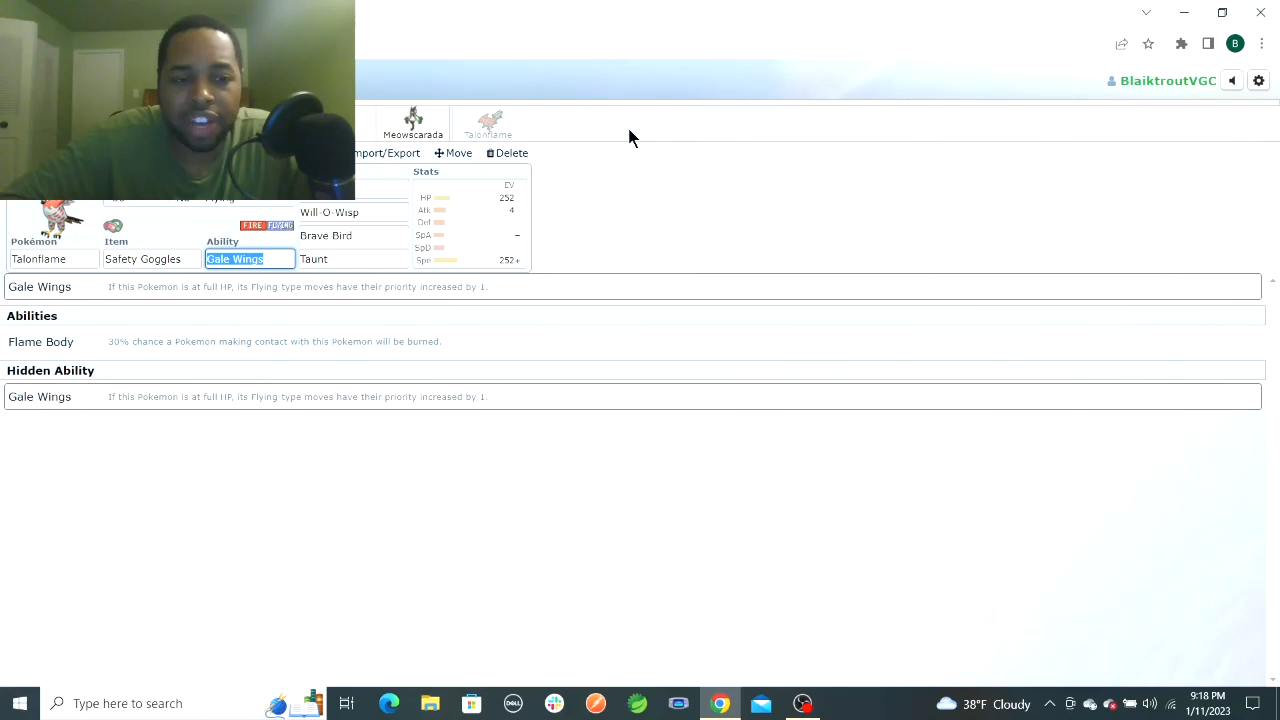 B
BlaiktroutVGC
Meowscarada
Talonflame
mport/Export
Move
Delete
Stats
EV
HP 252
Atk 4
Def
SpA –
SpD
Spe 252+
Flying
FIRE FLYING
Pokémon Item Ability
Talonflame Safety Goggles Gale Wings
Will-O-Wisp
Brave Bird
Taunt
Gale Wings If this Pokemon is at full HP, its Flying type moves have their priority increased by 1.
Abilities
Flame Body 30% chance a Pokemon making contact with this Pokemon will be burned.
Hidden Ability
Gale Wings If this Pokemon is at full HP, its Flying type moves have their priority increased by 1.
Type here to search
DELL
38°F Cloudy
9:18 PM
1/11/2023